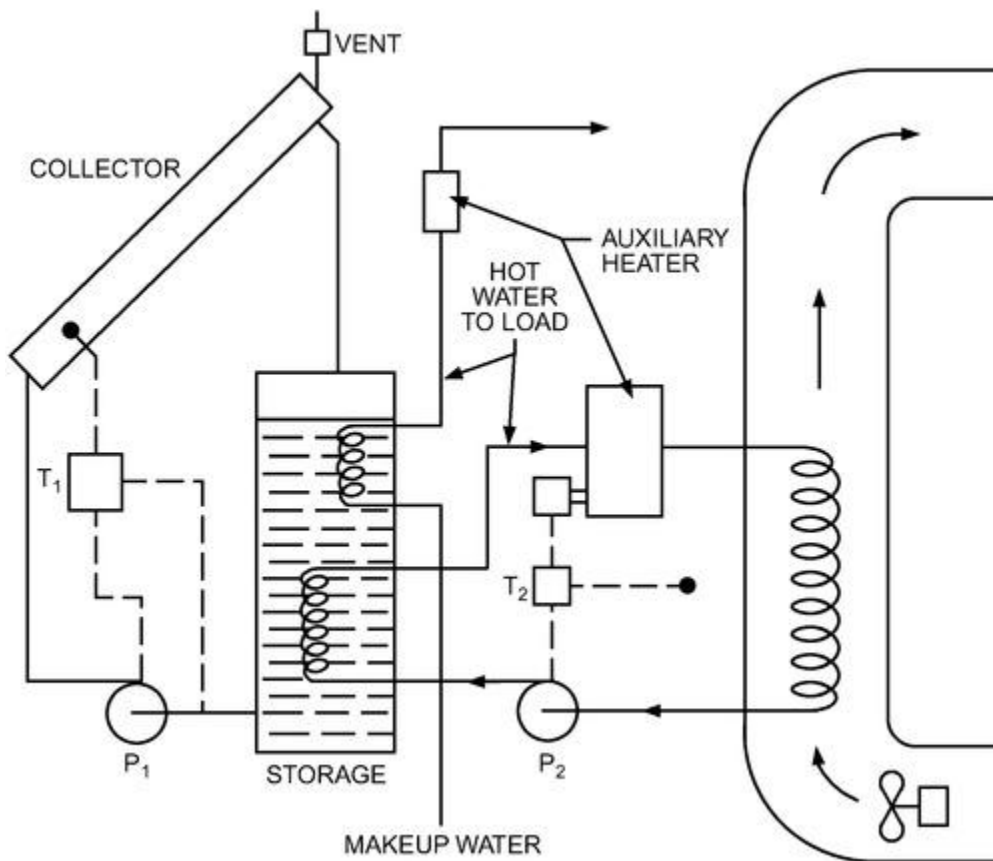 VENT
COLLECTOR
AUXILIARY
HEATER
HOT
WATER
TO LOAD
T1
T2
P1
STORAGE
P2
MAKEUP WATER